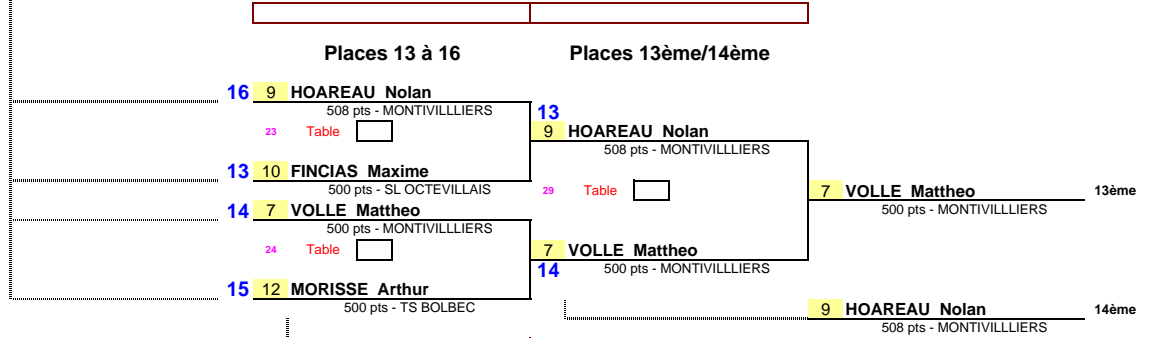 Places 13 à 16 Places 13ème/14ème
16 9 HOAREAU Nolan
508 pts - MONTIVILLLIERS
13
23 Table
9 HOAREAU Nolan
508 pts - MONTIVILLLIERS
13 10 FINCIAS Maxime
500 pts - SL OCTEVILLAIS
29 Table
7 VOLLE Mattheo 13ème
500 pts - MONTIVILLLIERS
14 7 VOLLE Mattheo
500 pts - MONTIVILLLIERS
24 Table
7 VOLLE Mattheo
14
500 pts - MONTIVILLLIERS
15 12 MORISSE Arthur
500 pts - TS BOLBEC
9 HOAREAU Nolan 14ème
508 pts - MONTIVILLLIERS